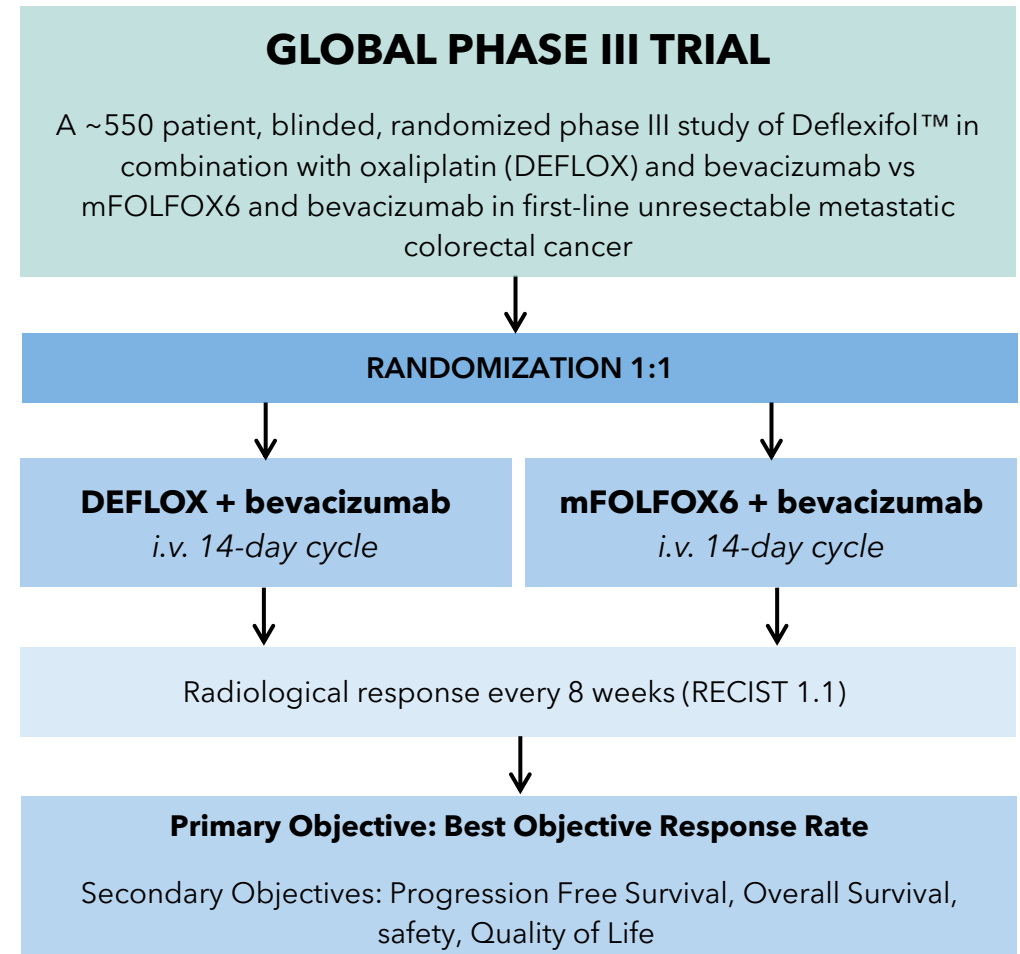 GLOBAL PHASE III TRIAL
A ~550 patient, blinded, randomized phase III study of Deflexifol™ in
combination with oxaliplatin (DEFLOX) and bevacizumab vs
mFOLFOX6 and bevacizumab in first-line unresectable metastatic
colorectal cancer
RANDOMIZATION 1:1
DEFLOX + bevacizumab
i.v. 14-day cycle
mFOLFOX6 + bevacizumab
i.v. 14-day cycle
Radiological response every 8 weeks (RECIST 1.1)
Primary Objective: Best Objective Response Rate
Secondary Objectives: Progression Free Survival, Overall Survival,
safety, Quality of Life